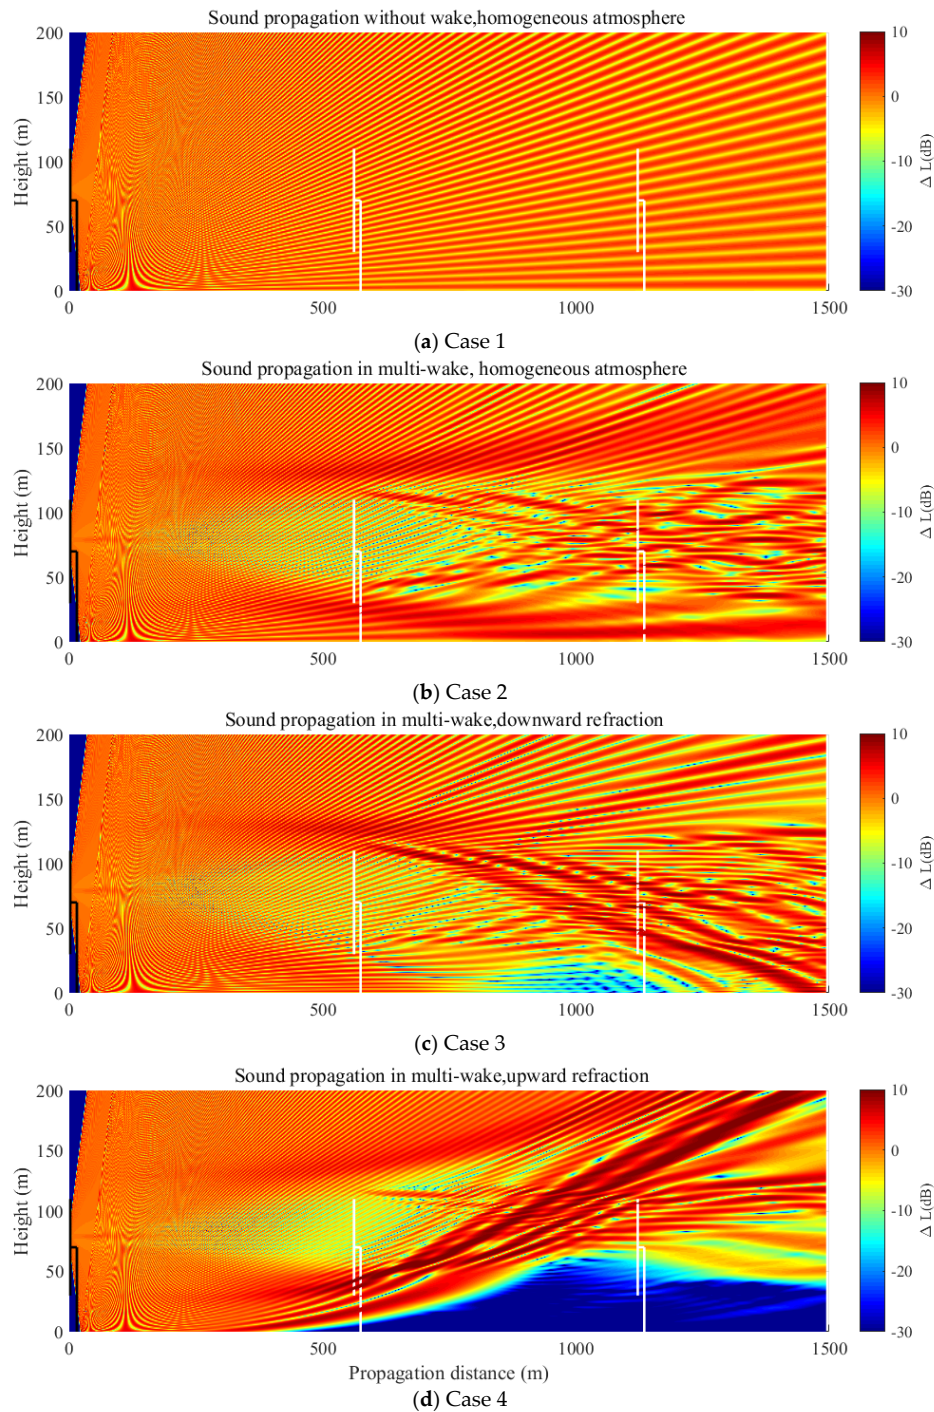 Sound propagation without wake,homogeneous atmosphere
200
150
100
50
0
Height (m)
0 500 1000 1500
10
0
-10
-20
-30
Δ L(dB)
(a) Case 1
Sound propagation in multi-wake, homogeneous atmosphere
200
150
100
50
0
Height (m)
0 500 1000 1500
10
0
-10
-20
-30
Δ L(dB)
(b) Case 2
Sound propagation in multi-wake,downward refraction
200
150
100
50
0
Height (m)
0 500 1000 1500
10
0
-10
-20
-30
Δ L(dB)
(c) Case 3
Sound propagation in multi-wake,upward refraction
200
150
100
50
0
Height (m)
0 500 1000 1500
10
0
-10
-20
-30
Δ L(dB)
Propagation distance (m)
(d) Case 4